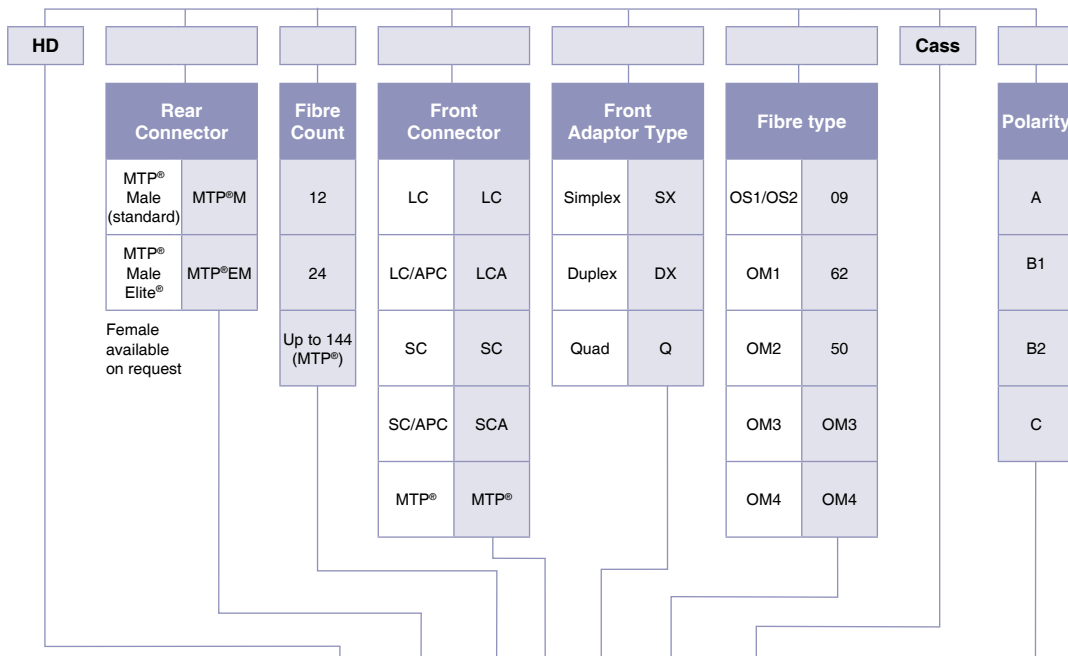 HD
Cass
Rear
Connector
MTP®
Male
(standard)
MTP®M
MTP®
Male
Elite®
MTP®EM
Female
available
on request
Fibre
Count
12
24
Up to 144
(MTP®)
Front
Connector
LC
LC
LC/APC
LCA
SC
SC
SC/APC
SCA
MTP®
MTP®
Front
Adaptor Type
Simplex
SX
Duplex
DX
Quad
Q
Fibre type
OS1/OS2
09
OM1
62
OM2
50
OM3
OM3
OM4
OM4
Polarity
A
B1
B2
C